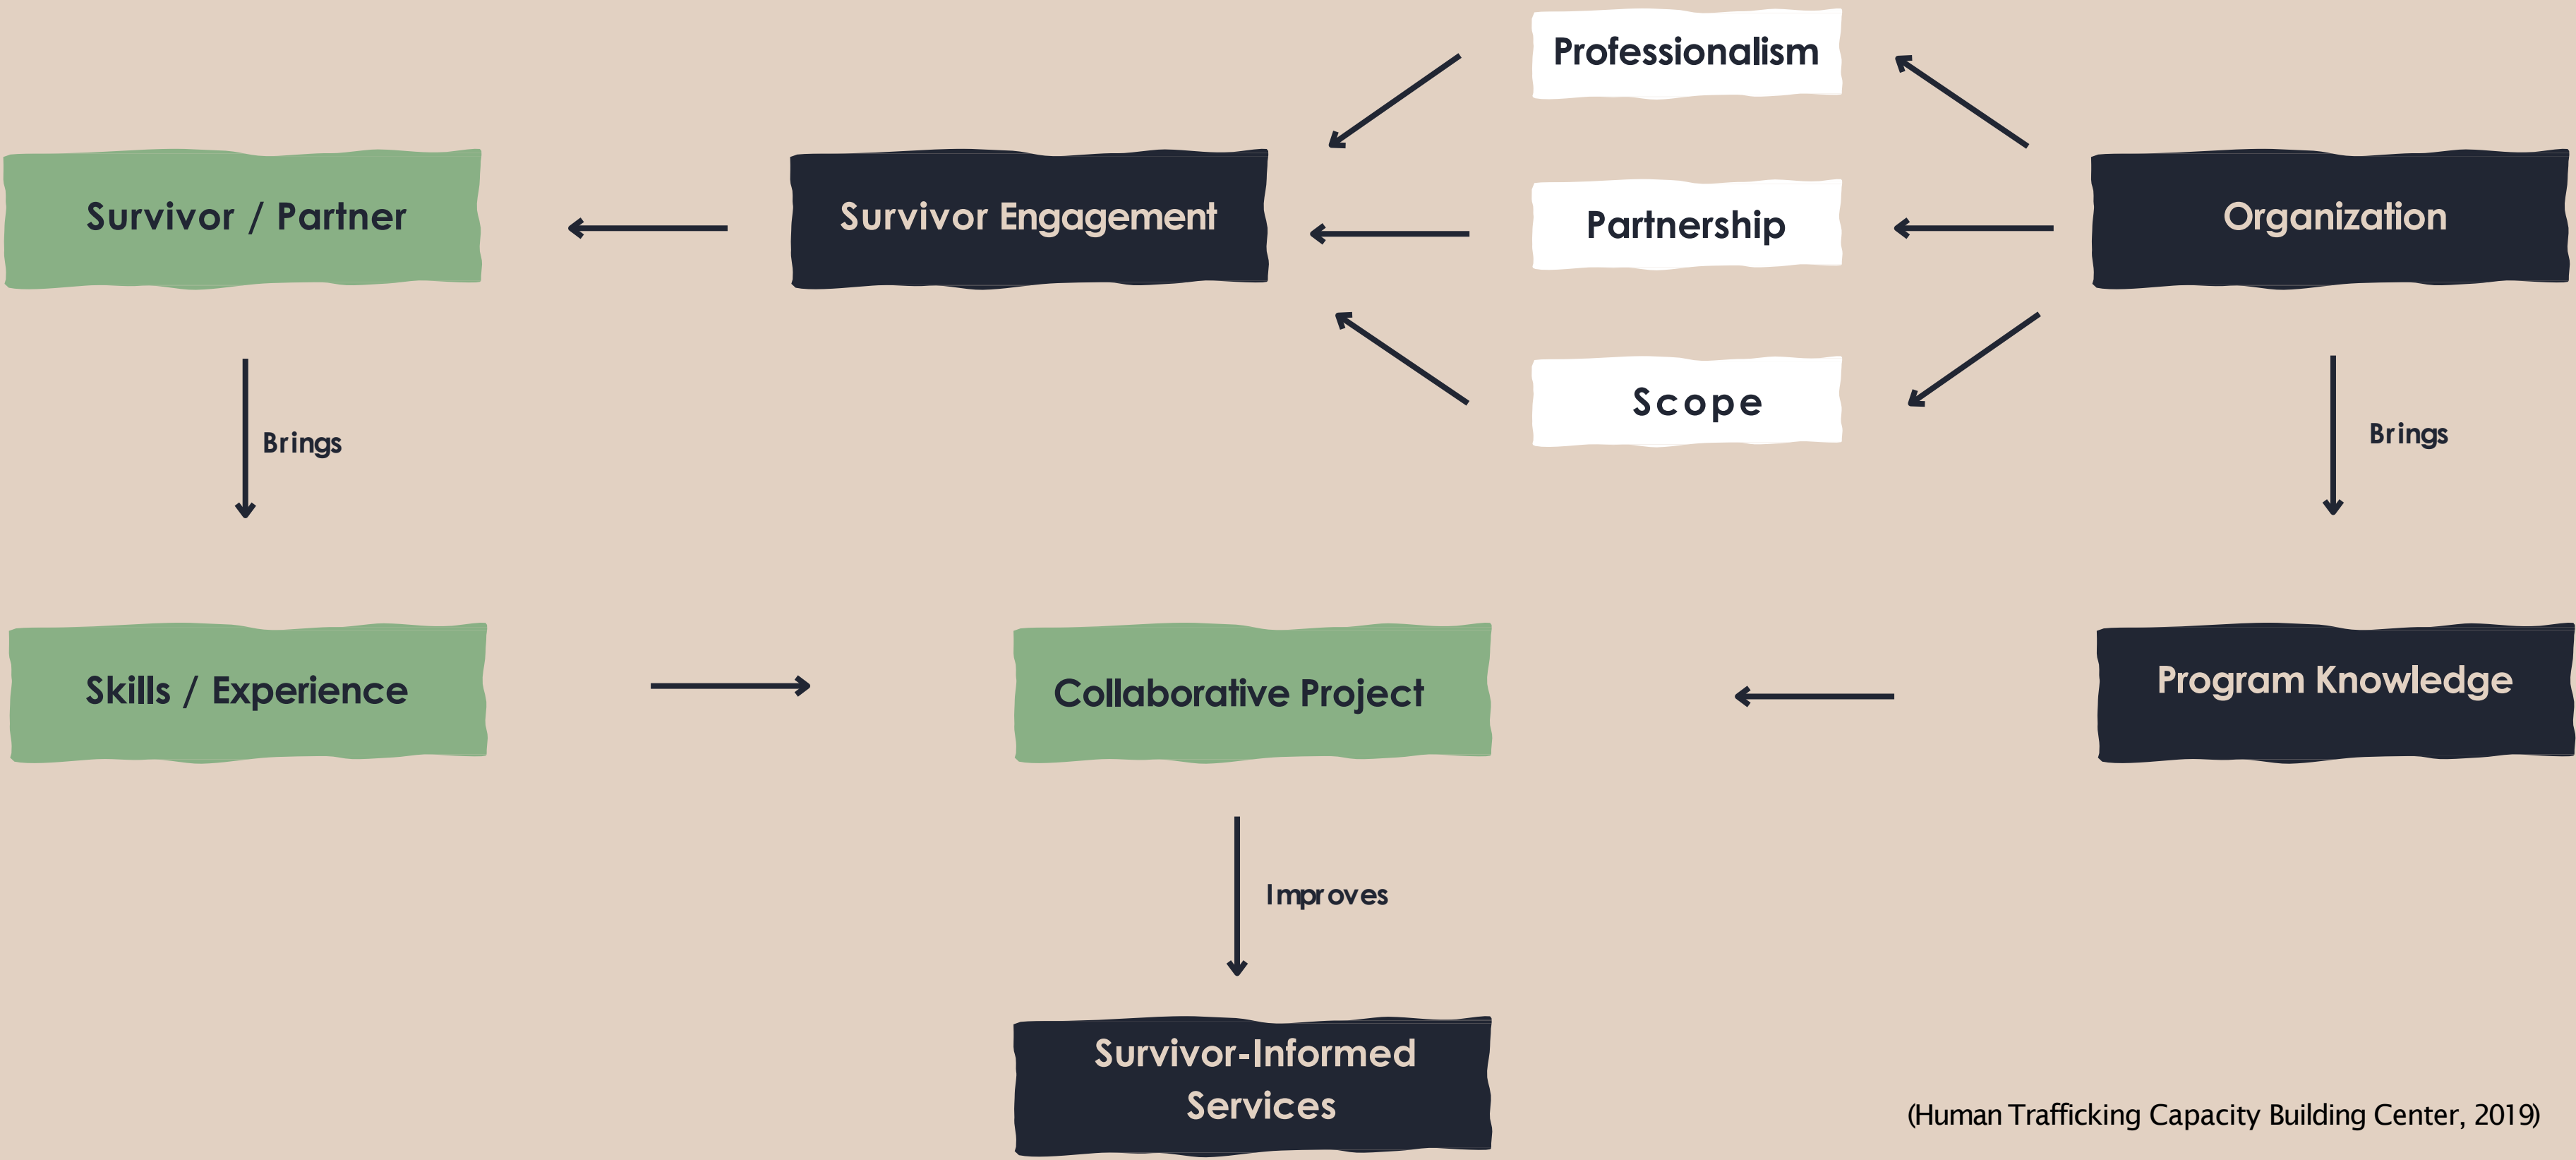 Professionalism
Survivor / Partner
Survivor Engagement
Partnership
Organization
Scope
Brings
Brings
Skills / Experience
Collaborative Project
Program Knowledge
Improves
Survivor-Informed
Services
(Human Trafficking Capacity Building Center, 2019)